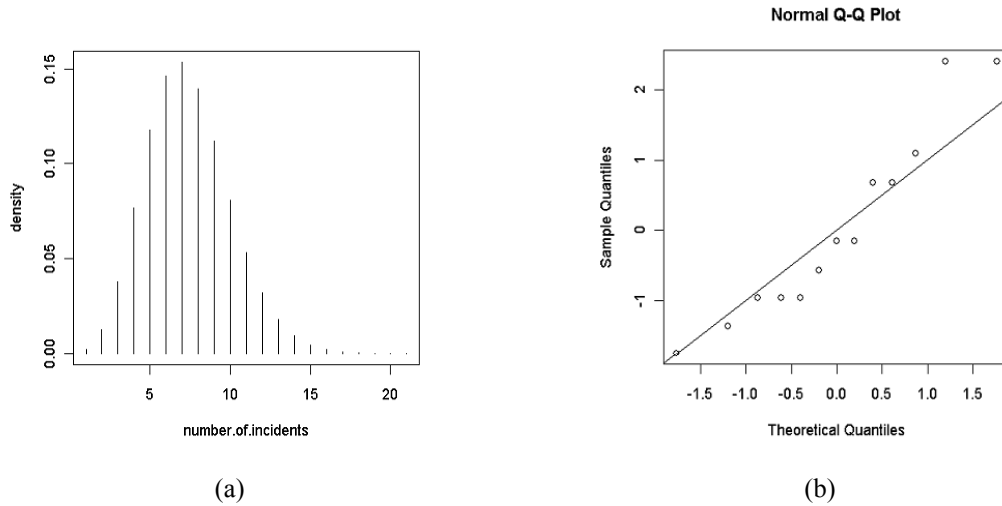 density
0.15
0.10
0.05
0.00
5 10 15 20
number.of.incidents
(a)
Normal Q-Q Plot
Sample Quantiles
2
1
0
-1
-1.5 -1.0 -0.5 0.0 0.5 1.0 1.5
Theoretical Quantiles
(b)